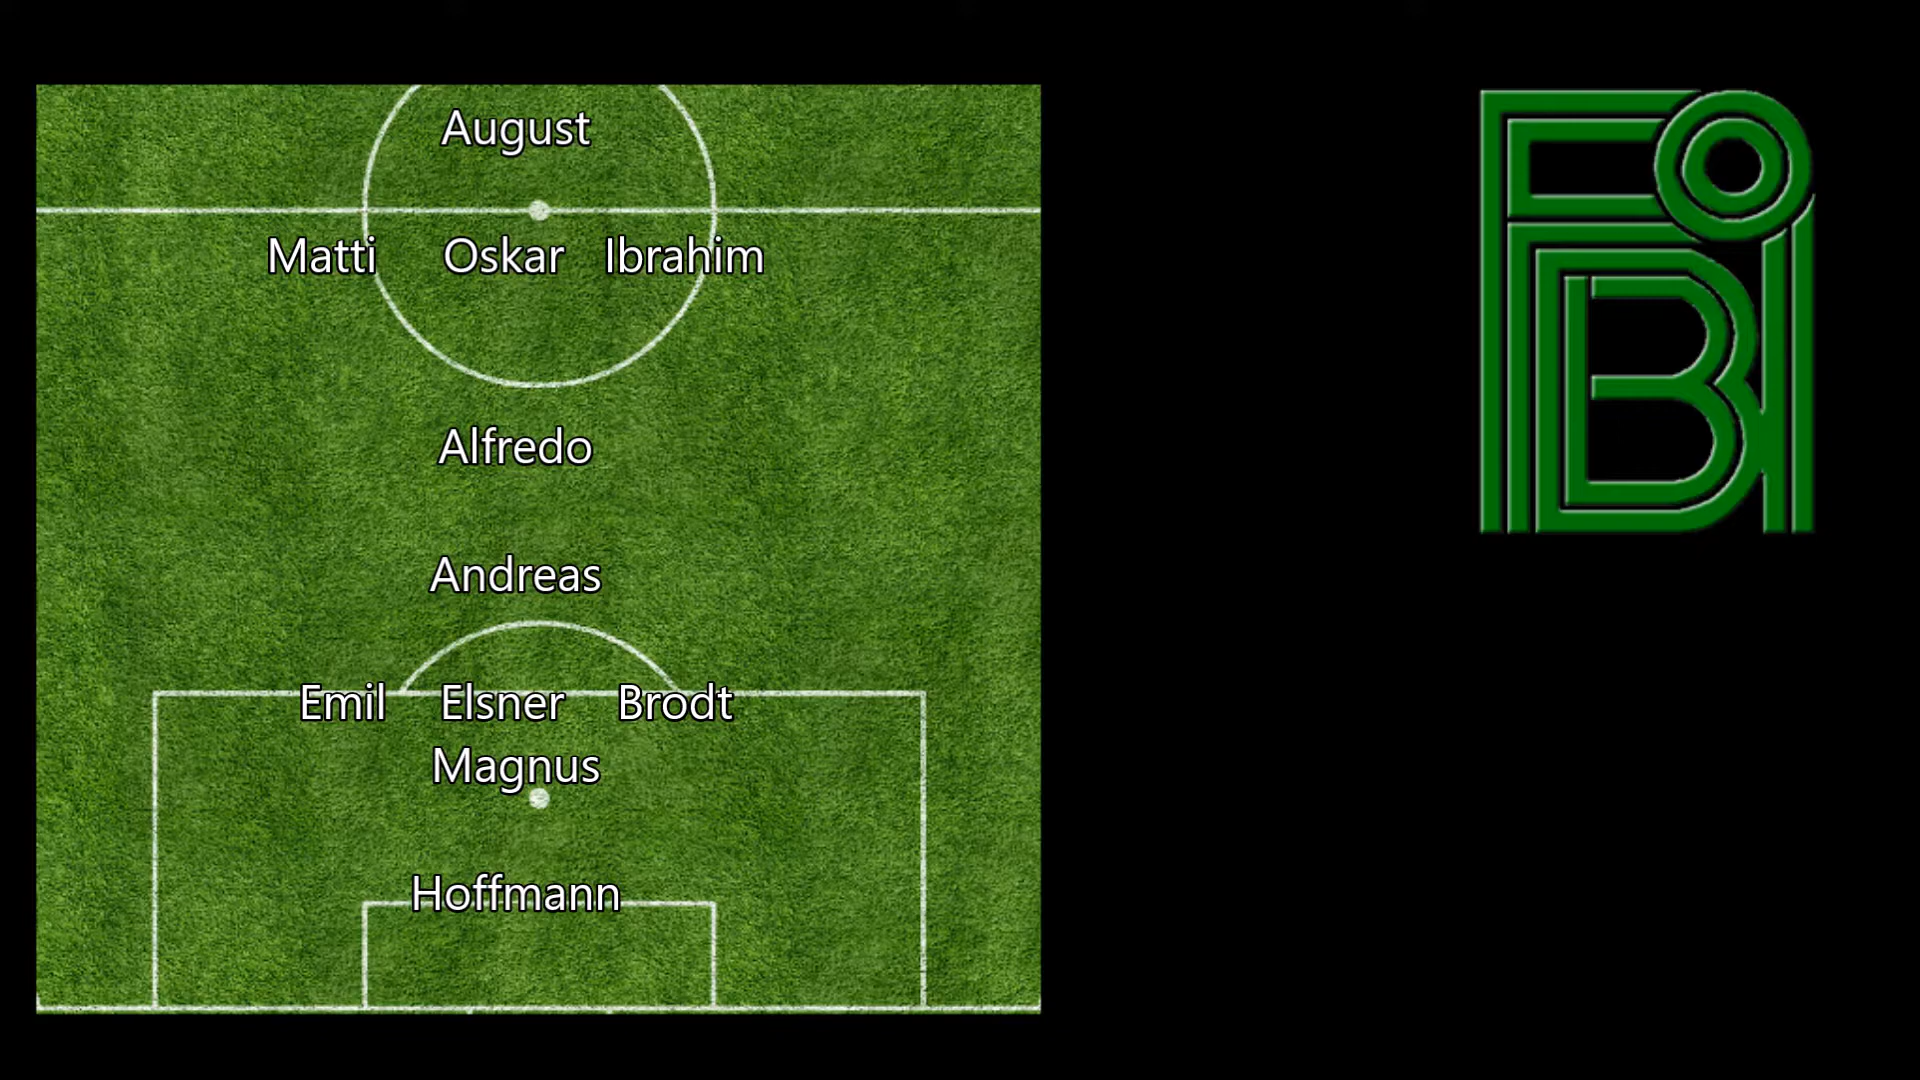 August
Matti Oskar Ibrahim
Alfredo
Andreas
Emil Elsner Brodt
Magnus
Hoffmann